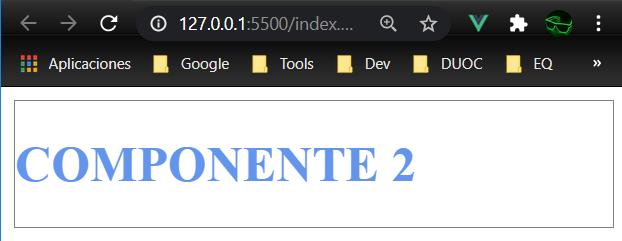 127.0.0.1:5500/index....
Aplicaciones Google Tools Dev DUOC EQ »
COMPONENTE 2